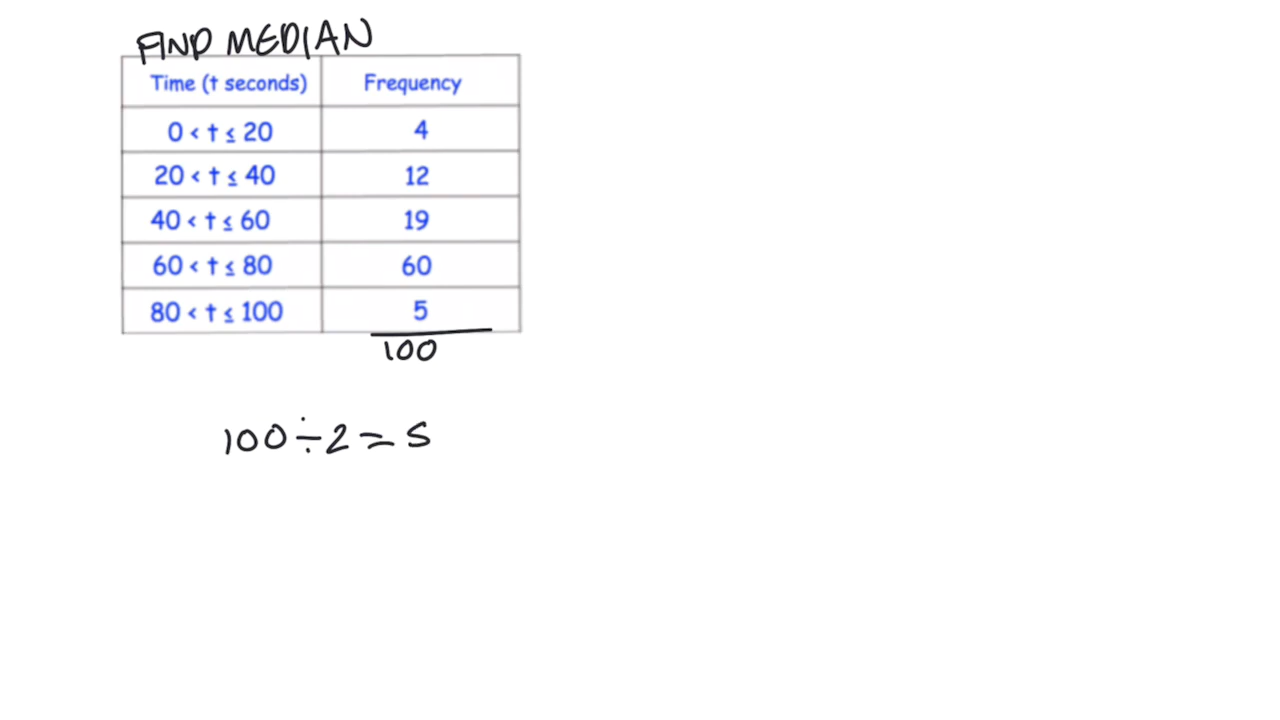 FIND MEDIAN
Time (t seconds) Frequency
0 < t ≤ 20 4
20 < t ≤ 40 12
40 < t ≤ 60 19
60 < t ≤ 80 60
80 < t ≤ 100 5
100
100 ÷ 2 = 5